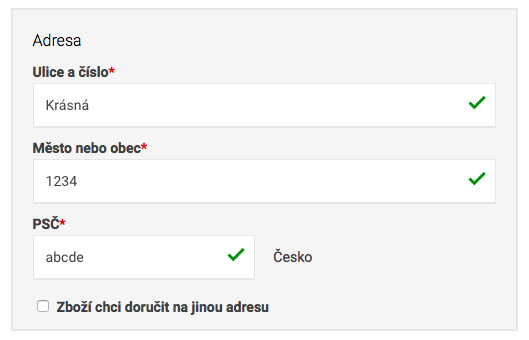 Adresa
Ulice a číslo*
Krásná
Město nebo obec*
1234
PSČ*
abcde
Česko
Zboží chci doručit na jinou adresu